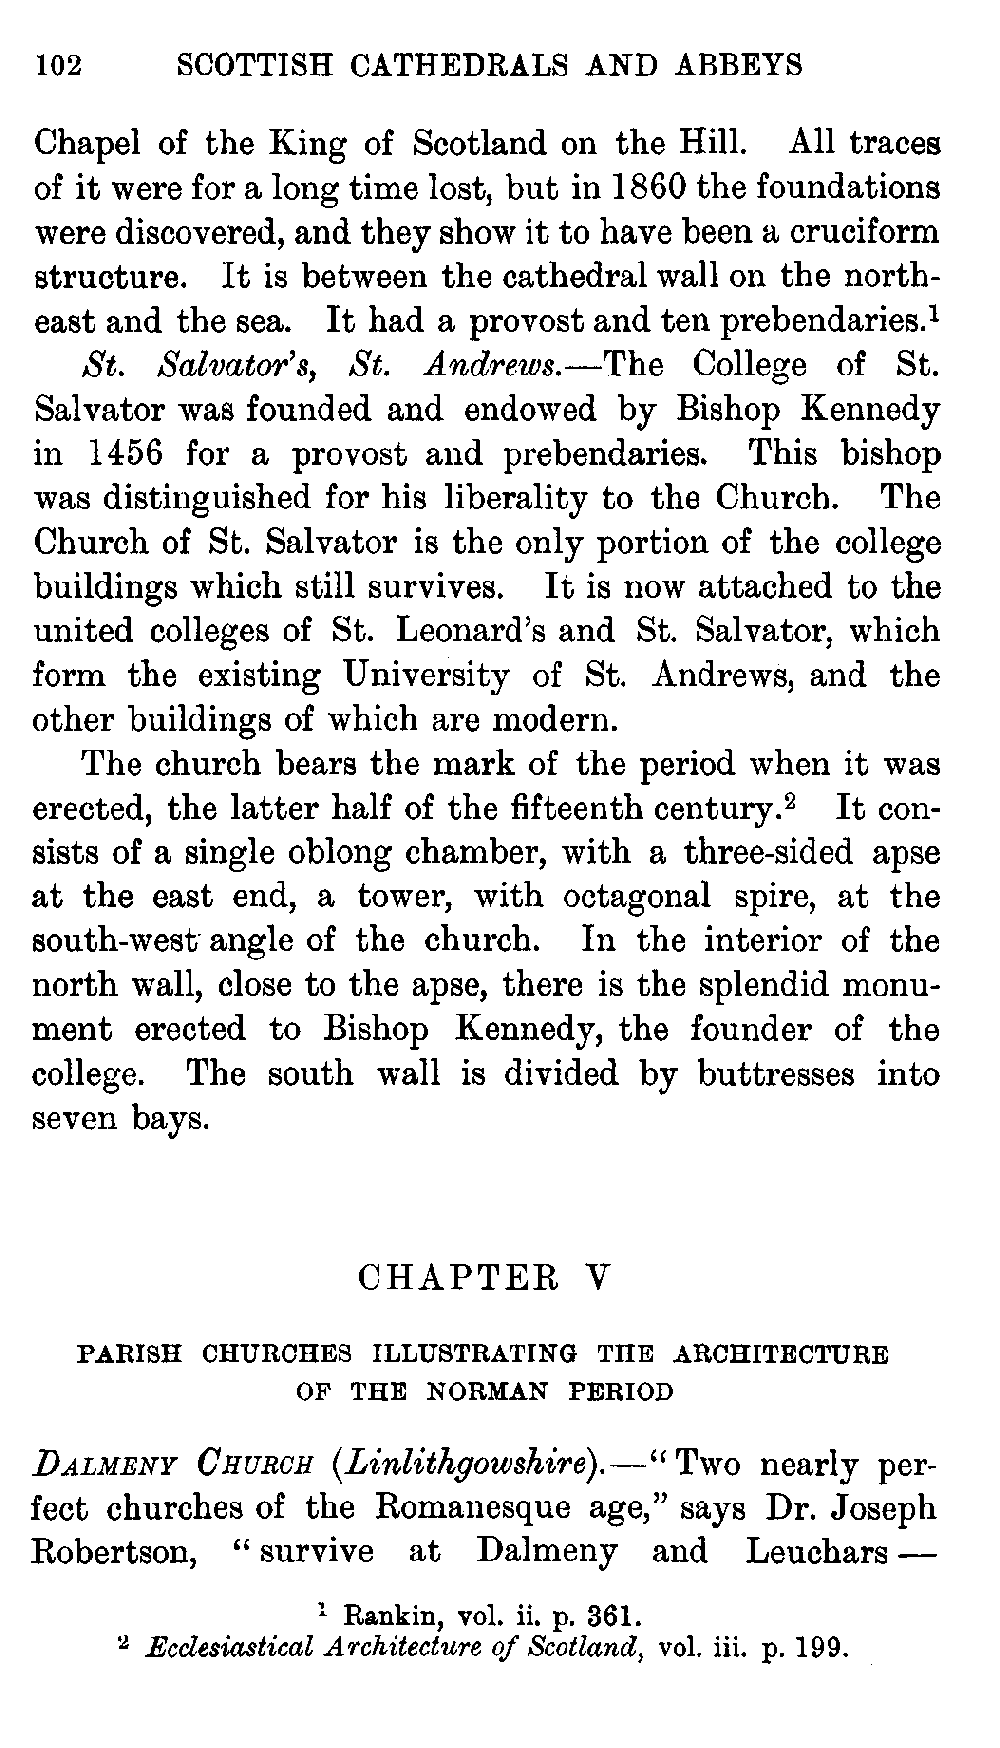 102 SCOTTISH CATHEDRALS AND ABBEYS
Chapel of the King of Scotland on the Hill. All traces
of it were for a long time lost, but in 1860 the foundations
were discovered, and they show it to have been a cruciform
structure. It is between the cathedral wall on the north-
east and the sea. It had a provost and ten prebendaries.¹
St. Salvator's, St. Andrews.—The College of St.
Salvator was founded and endowed by Bishop Kennedy
in 1456 for a provost and prebendaries. This bishop
was distinguished for his liberality to the Church. The
Church of St. Salvator is the only portion of the college
buildings which still survives. It is now attached to the
united colleges of St. Leonard's and St. Salvator, which
form the existing University of St. Andrews, and the
other buildings of which are modern.
The church bears the mark of the period when it was
erected, the latter half of the fifteenth century.² It con-
sists of a single oblong chamber, with a three-sided apse
at the east end, a tower, with octagonal spire, at the
south-west angle of the church. In the interior of the
north wall, close to the apse, there is the splendid monu-
ment erected to Bishop Kennedy, the founder of the
college. The south wall is divided by buttresses into
seven bays.
CHAPTER V
PARISH CHURCHES ILLUSTRATING THE ARCHITECTURE
OF THE NORMAN PERIOD
DALMENY CHURCH (Linlithgowshire).—"Two nearly per-
fect churches of the Romanesque age," says Dr. Joseph
Robertson, "survive at Dalmeny and Leuchars—
¹ Rankin, vol. ii. p. 361.
² Ecclesiastical Architecture of Scotland, vol. iii. p. 199.